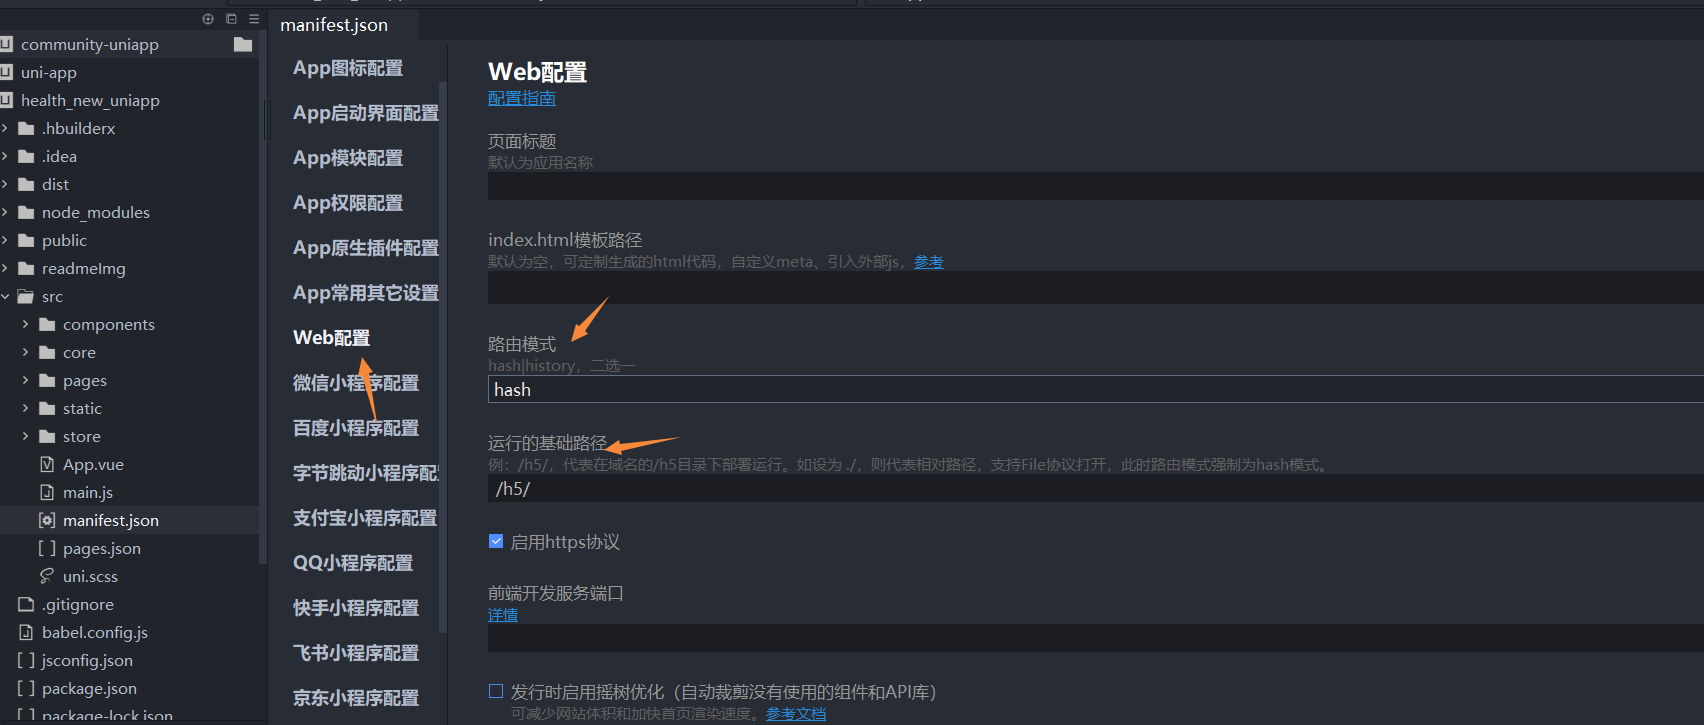 manifest.json
community-uniapp
uni-app
health_new_uniapp
.hbuilderx
.idea
dist
node_modules
public
readmeImg
src
components
core
pages
static
store
App.vue
main.js
manifest.json
pages.json
uni.scss
.gitignore
babel.config.js
jsconfig.json
package.json
package-lock.json
App图标配置
App启动界面配置
App模块配置
App权限配置
App原生插件配置
App常用其它设置
Web配置
微信小程序配置
百度小程序配置
字节跳动小程序配
支付宝小程序配置
QQ小程序配置
快手小程序配置
飞书小程序配置
京东小程序配置
Web配置
配置指南
页面标题
默认为应用名称
index.html模板路径
默认为空，可定制生成的html代码，自定义meta、引入外部js，参考
路由模式
hash|history，二选一
hash
运行的基础路径
例：/h5/，代表在域名的/h5目录下部署运行。如设为 ./，则代表相对路径，支持File协议打开，此时路由模式强制为hash模式。
/h5/
启用https协议
前端开发服务端口
详情
发行时启用摇树优化（自动裁剪没有使用的组件和API库）
可减少网站体积和加快首页渲染速度。参考文档